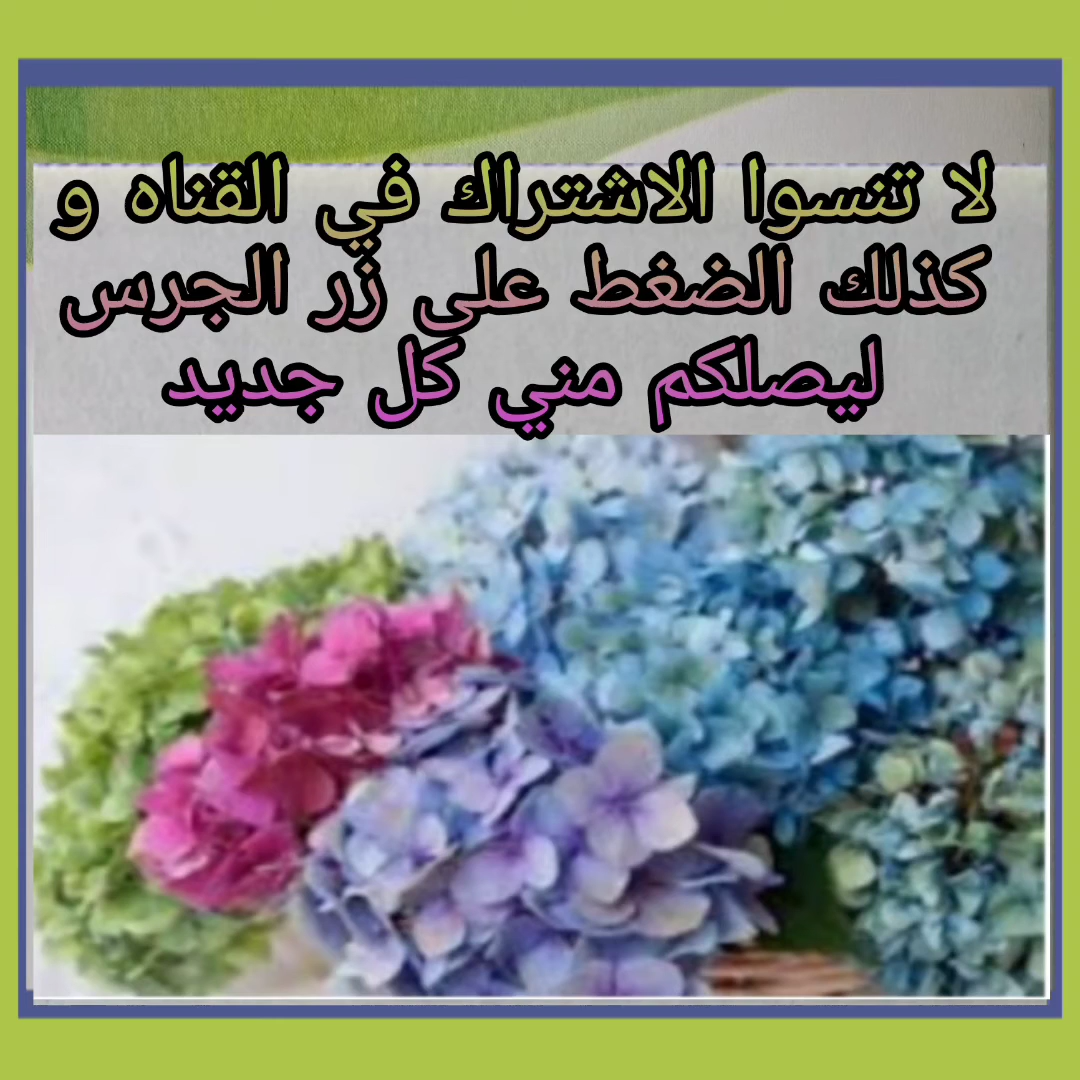 لا تنسوا الاشتراك في القناه و
كذلك الضغط على زر الجرس
ليصلكم مني كل جديد